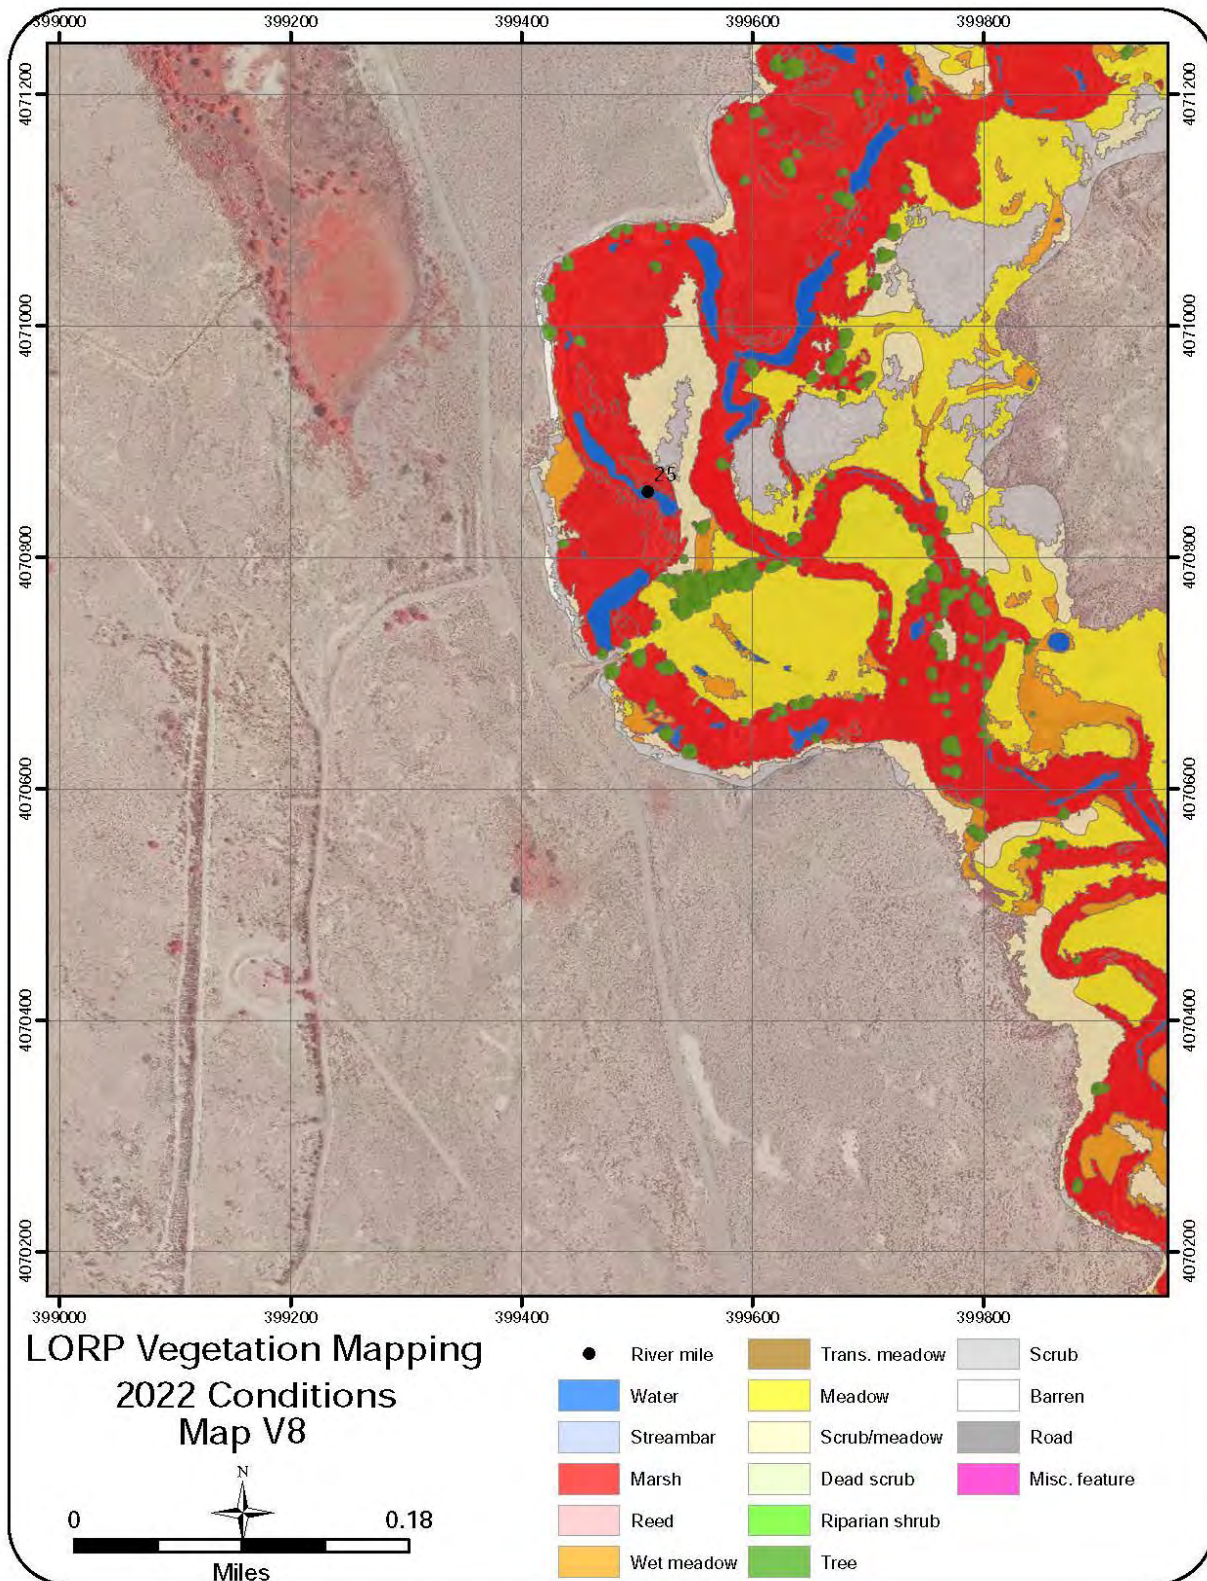 399000 399200 399400 399600 399800
4071200 4071200
4071000 4071000
25
4070800 4070800
4070600 4070600
4070400 4070400
4070200 4070200
399000 399200 399400 399600 399800
LORP Vegetation Mapping
2022 Conditions
Map V8
N
0 0.18
Miles
River mile
Water
Streambar
Marsh
Reed
Wet meadow
Trans. meadow
Meadow
Scrub/meadow
Dead scrub
Riparian shrub
Tree
Scrub
Barren
Road
Misc. feature